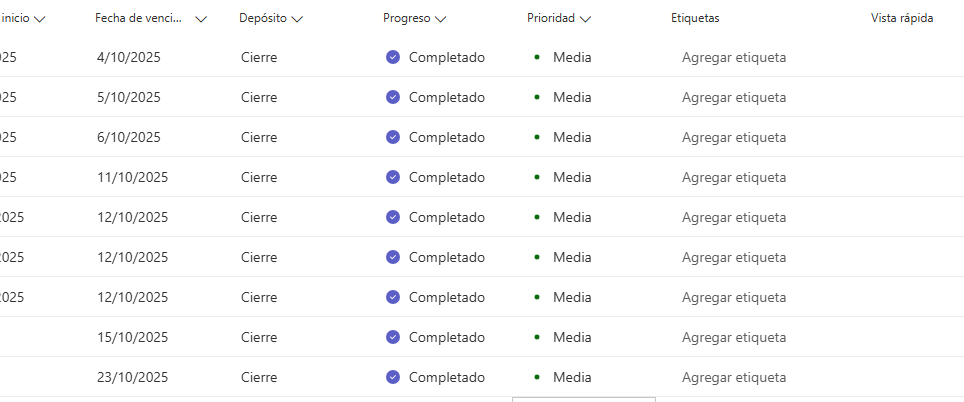 inicio Fecha de venci... Depósito Progreso Prioridad Etiquetas Vista rápida
025 4/10/2025 Cierre Completado Media Agregar etiqueta
025 5/10/2025 Cierre Completado Media Agregar etiqueta
025 6/10/2025 Cierre Completado Media Agregar etiqueta
025 11/10/2025 Cierre Completado Media Agregar etiqueta
2025 12/10/2025 Cierre Completado Media Agregar etiqueta
2025 12/10/2025 Cierre Completado Media Agregar etiqueta
2025 12/10/2025 Cierre Completado Media Agregar etiqueta
15/10/2025 Cierre Completado Media Agregar etiqueta
23/10/2025 Cierre Completado Media Agregar etiqueta